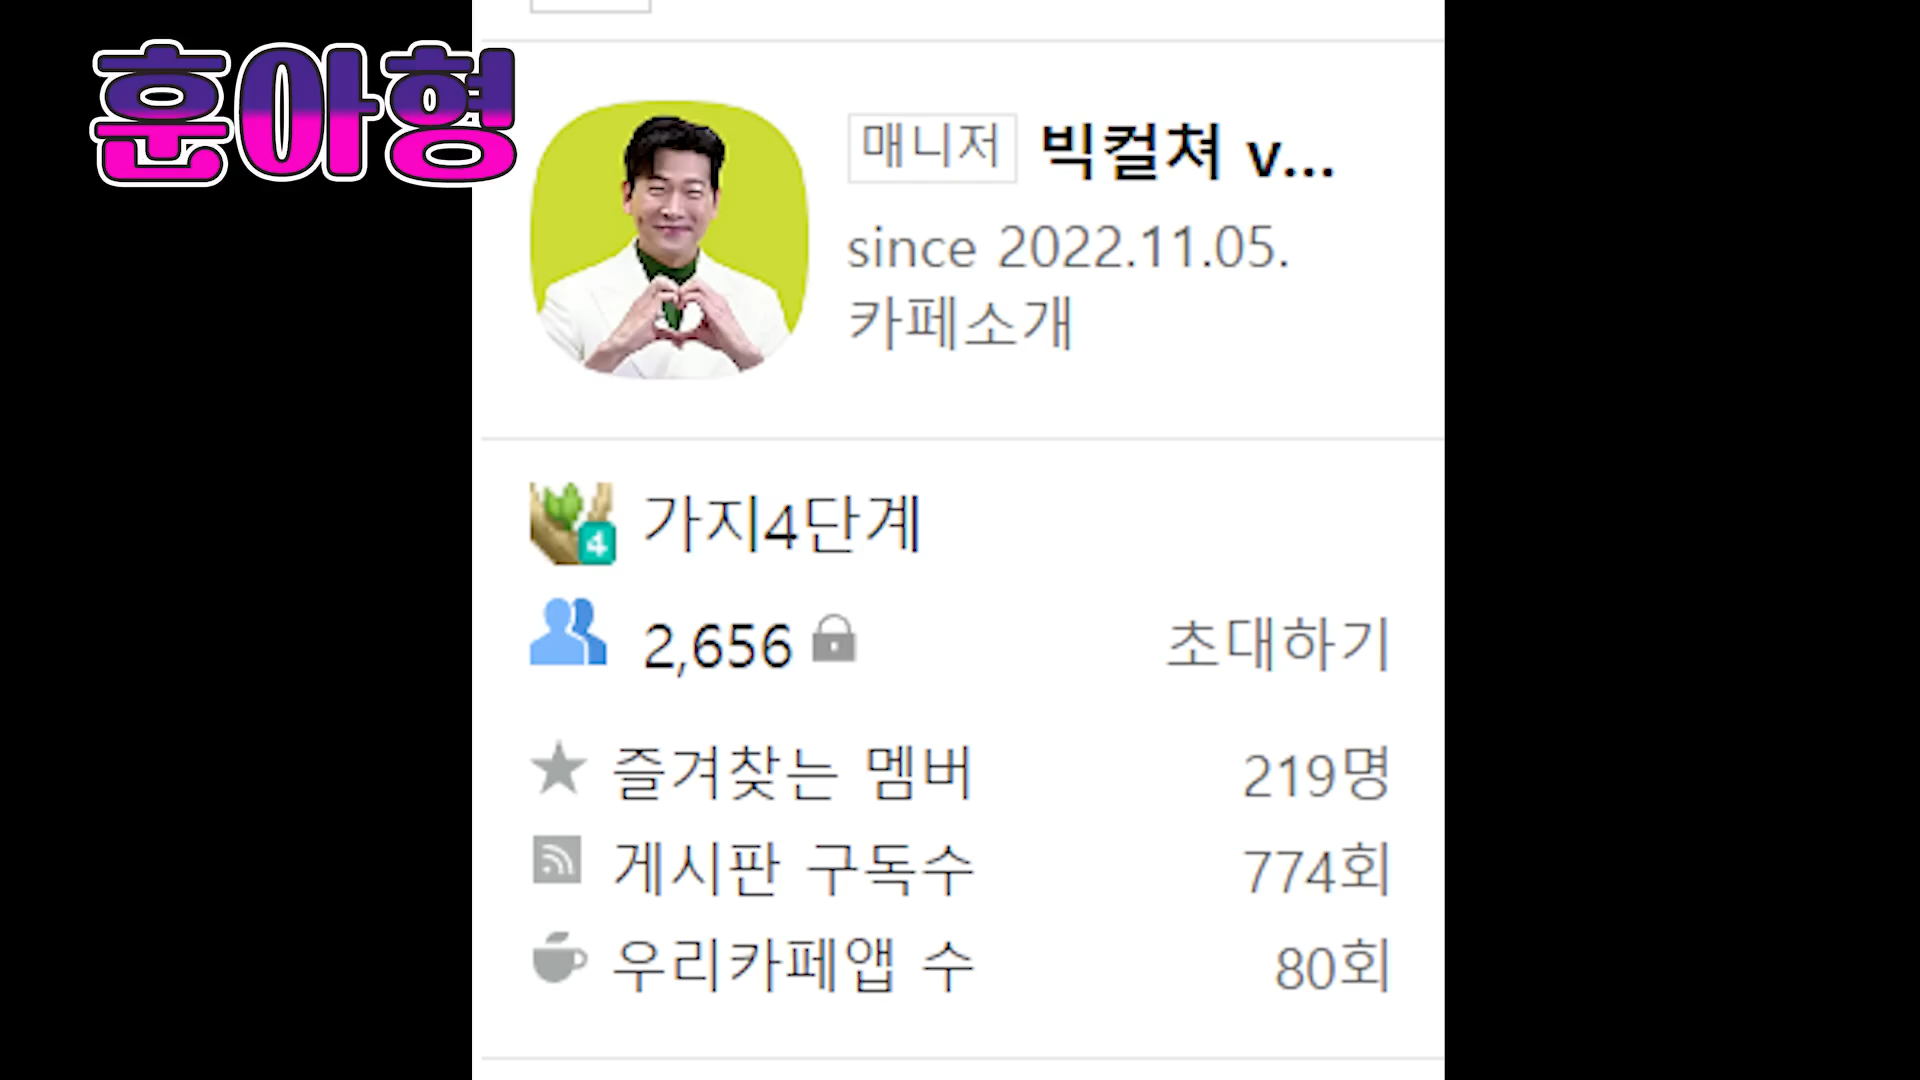 훈아형
매니저 빅컬쳐 v...
since 2022.11.05.
카페소개
4 가지4단계
2,656 초대하기
즐겨찾는 멤버 219명
게시판 구독수 774회
우리카페앱 수 80회